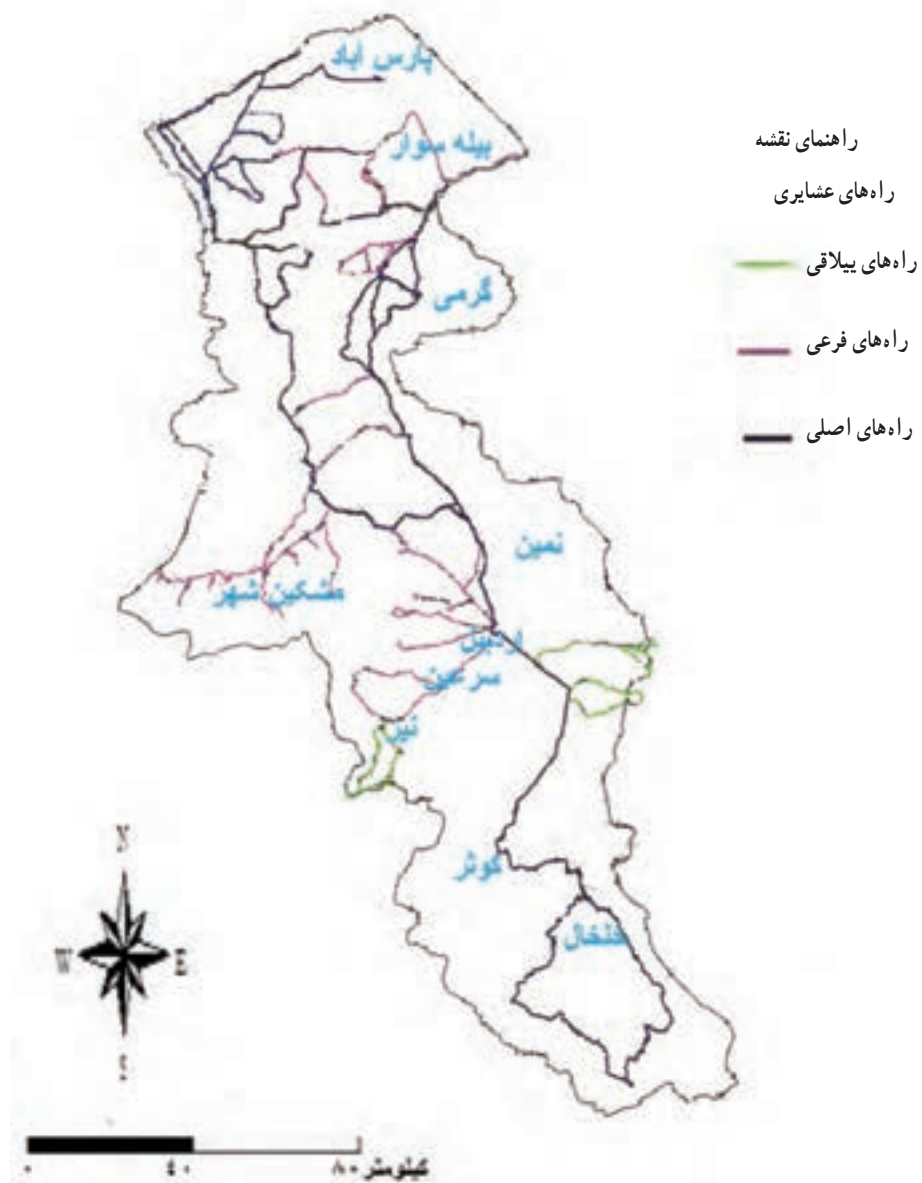 پارس آباد
بیله سوار
گرمی
نمین
مشکین شهر
اردبیل
سرعین
نیر
کوثر
خلخال
راهنمای نقشه
راه‌های عشایری
راه‌های ییلاقی
راه‌های فرعی
راه‌های اصلی
N
W E
S
۰ ۴۰ ۸۰ کیلومتر